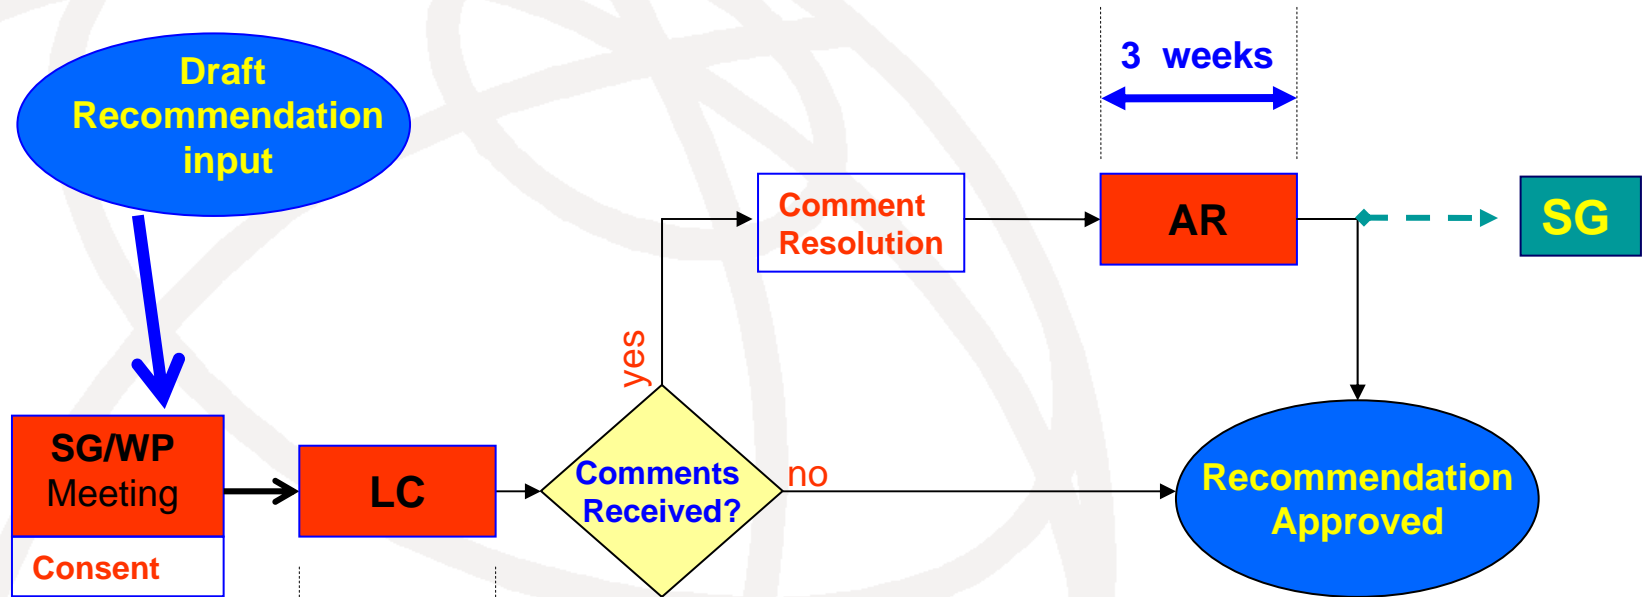 Draft
Recommendation
input
3 weeks
Comment
Resolution
AR
SG
yes
SG/WP
Meeting
Consent
LC
Comments
Received?
no
Recommendation
Approved